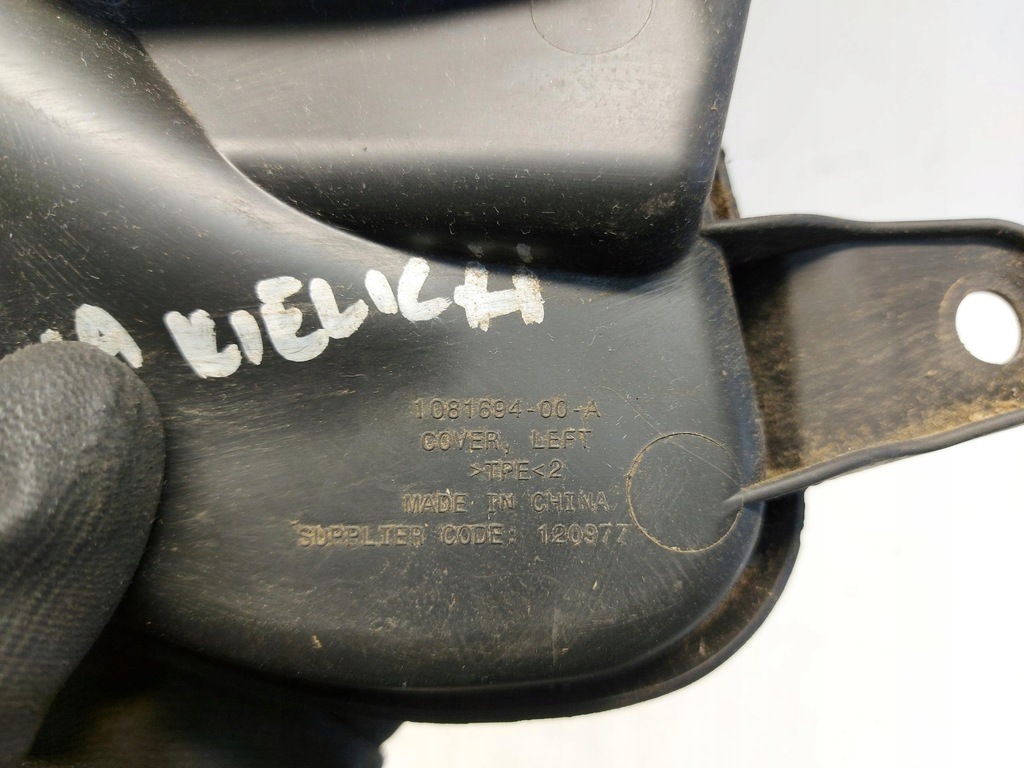 KIELICH
1081694-00-A
COVER, LEFT
>TPE<2
MADE IN CHINA
SUPPLIER CODE: 120977